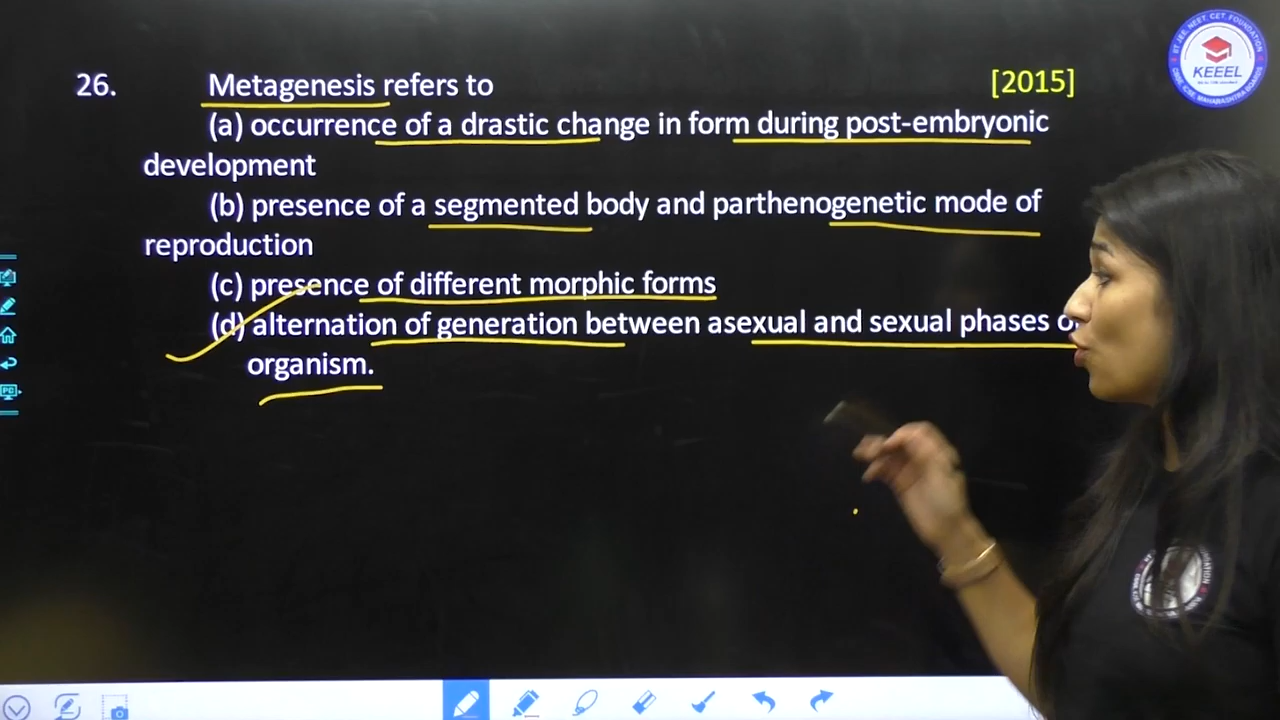 26. Metagenesis refers to [2015]
(a) occurrence of a drastic change in form during post-embryonic
development
(b) presence of a segmented body and parthenogenetic mode of
reproduction
(c) presence of different morphic forms
(d) alternation of generation between asexual and sexual phases
organism.
KEEEL